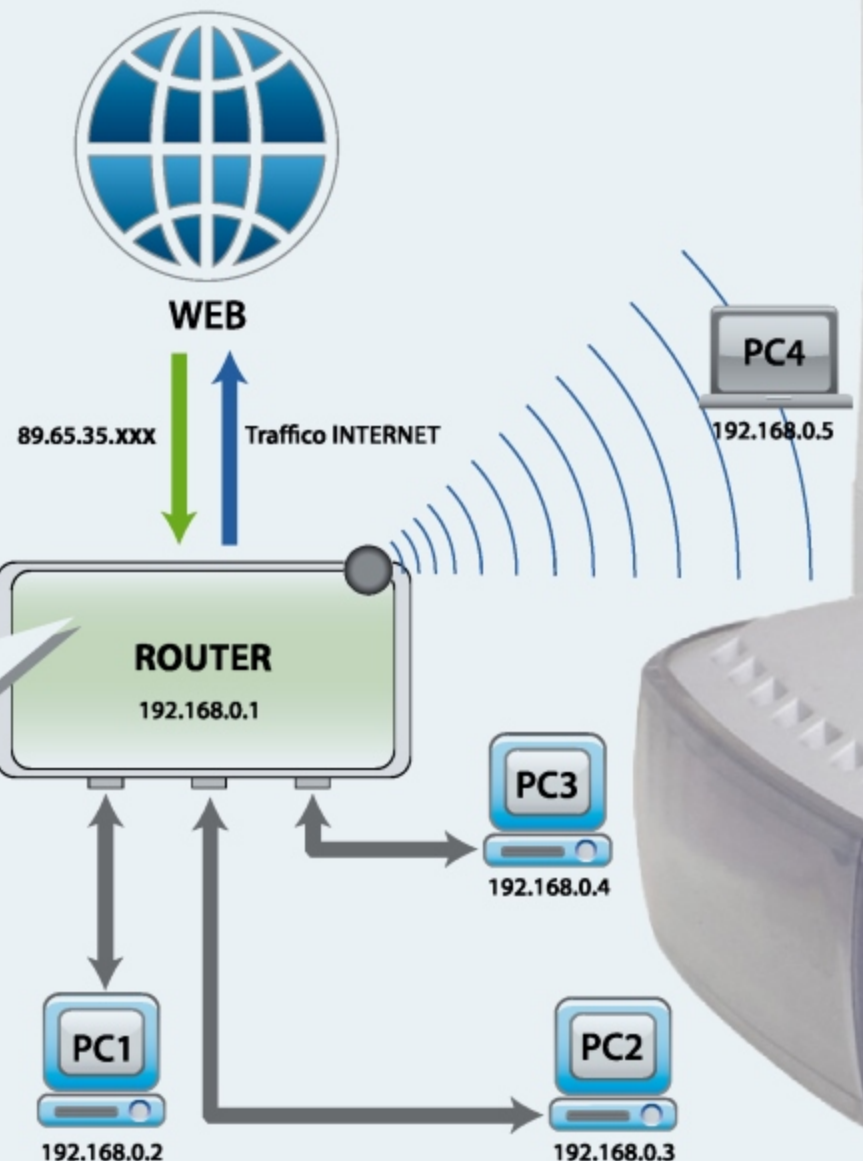 WEB
PC4
192.168.0.5
89.65.35.xxx
Traffico INTERNET
ROUTER
192.168.0.1
PC3
192.168.0.4
PC1
192.168.0.2
PC2
192.168.0.3